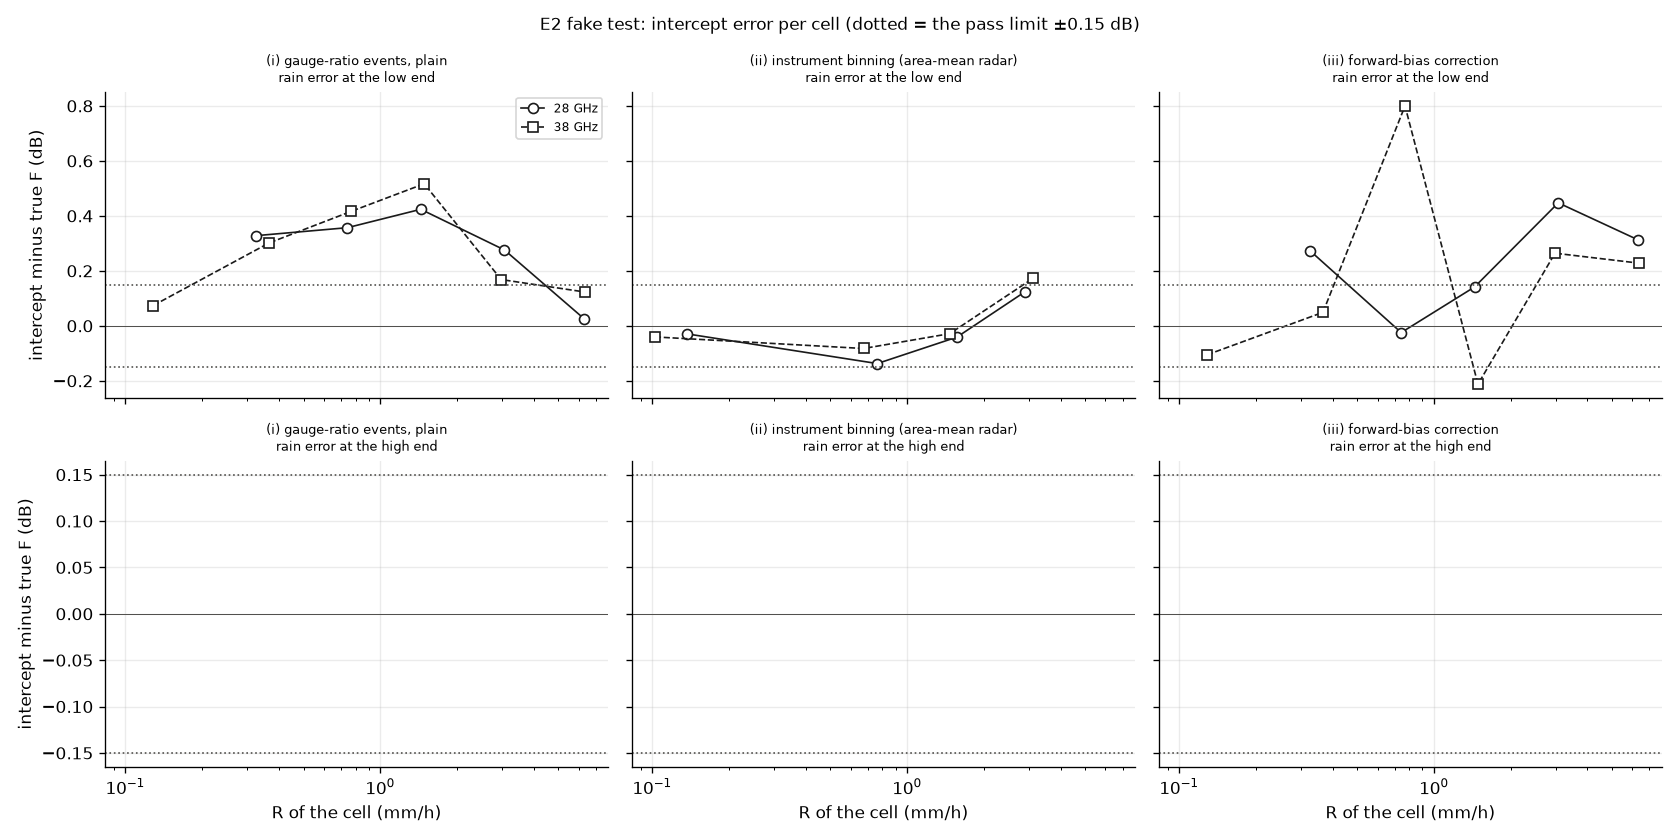 E2 fake test: intercept error per cell (dotted = the pass limit ±0.15 dB)
(i) gauge-ratio events, plain
rain error at the low end
(ii) instrument binning (area-mean radar)
rain error at the low end
(iii) forward-bias correction
rain error at the low end
28 GHz
38 GHz
intercept minus true F (dB)
0.8
0.6
0.4
0.2
0.0
−0.2
(i) gauge-ratio events, plain
rain error at the high end
(ii) instrument binning (area-mean radar)
rain error at the high end
(iii) forward-bias correction
rain error at the high end
intercept minus true F (dB)
0.15
0.10
0.05
0.00
−0.05
−0.10
−0.15
10⁻¹ 10⁰
10⁻¹ 10⁰
10⁻¹ 10⁰
R of the cell (mm/h)
R of the cell (mm/h)
R of the cell (mm/h)